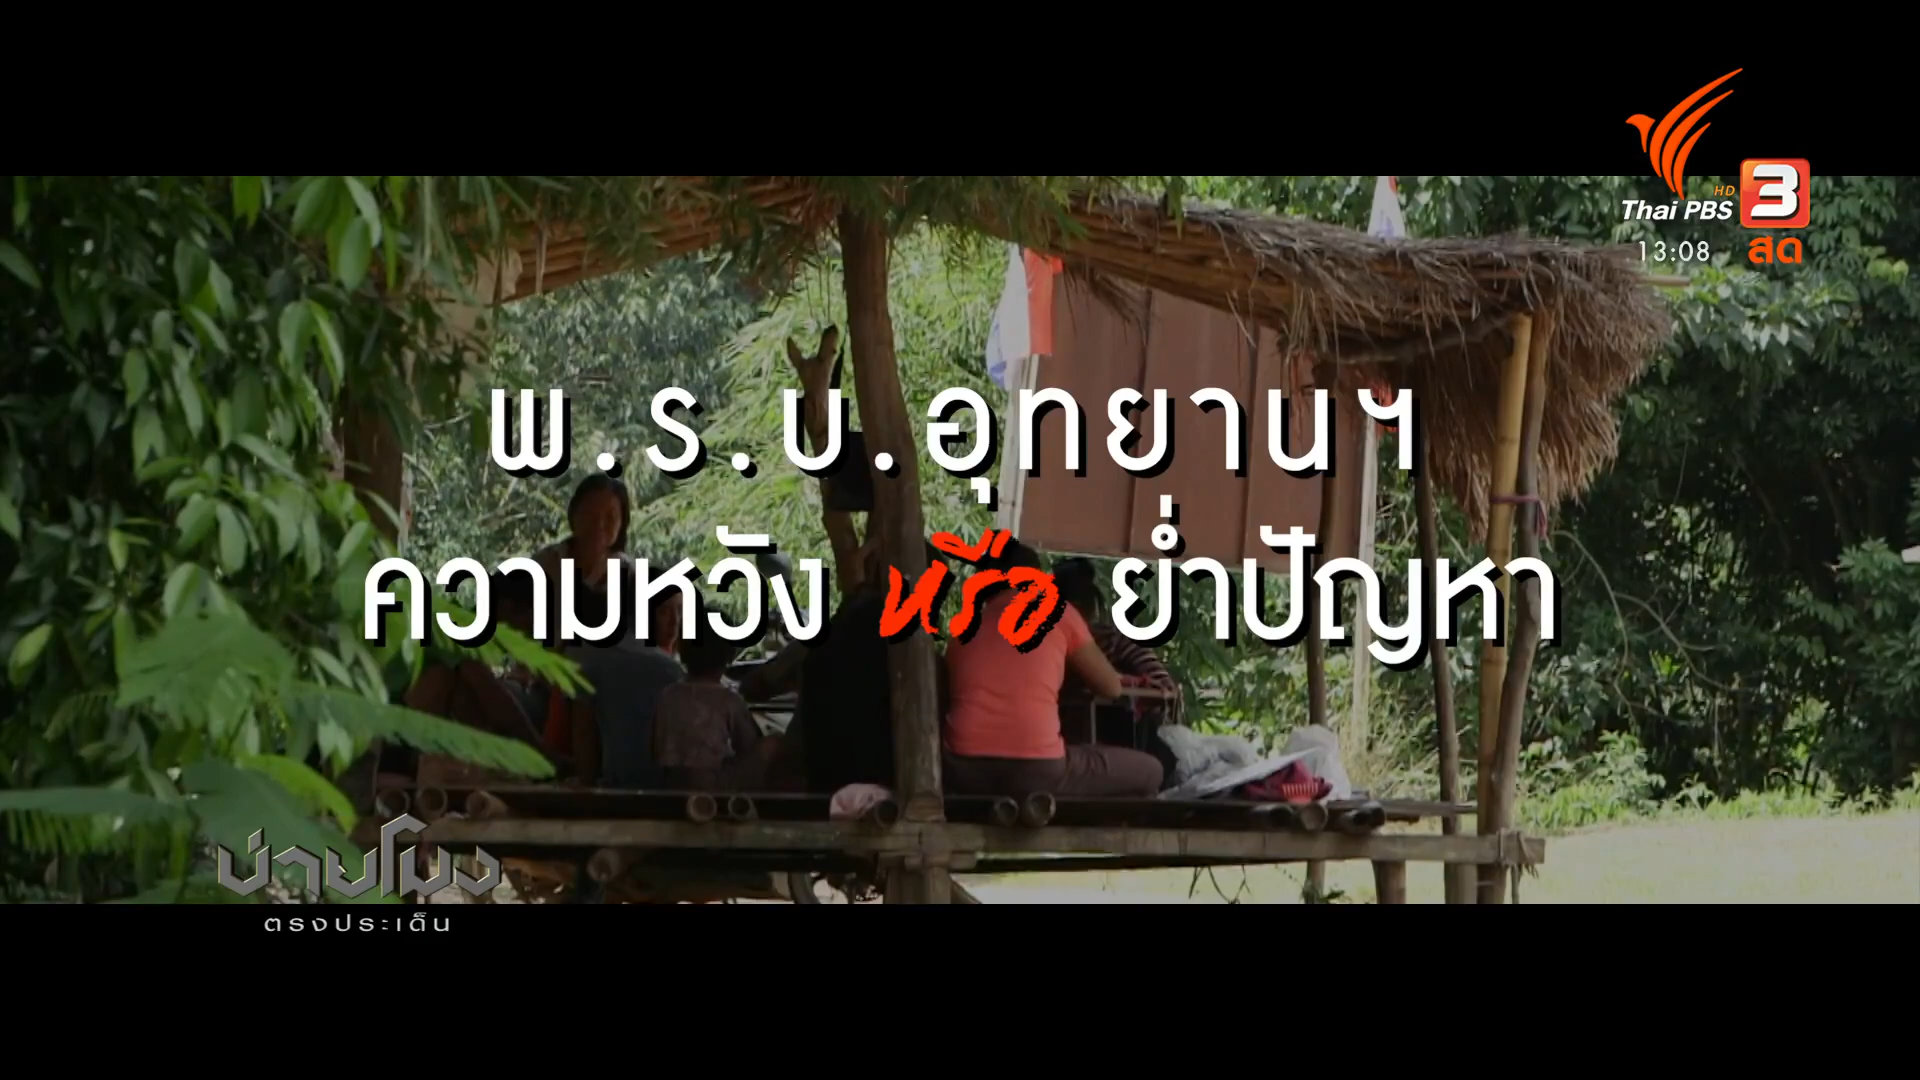 HD
Thai PBS 3
13:08 สด
พ.ร.บ.อุทยานฯ
ความหวัง หรือ ย่ำปัญหา
บ่ายโมง
ตรงประเด็น